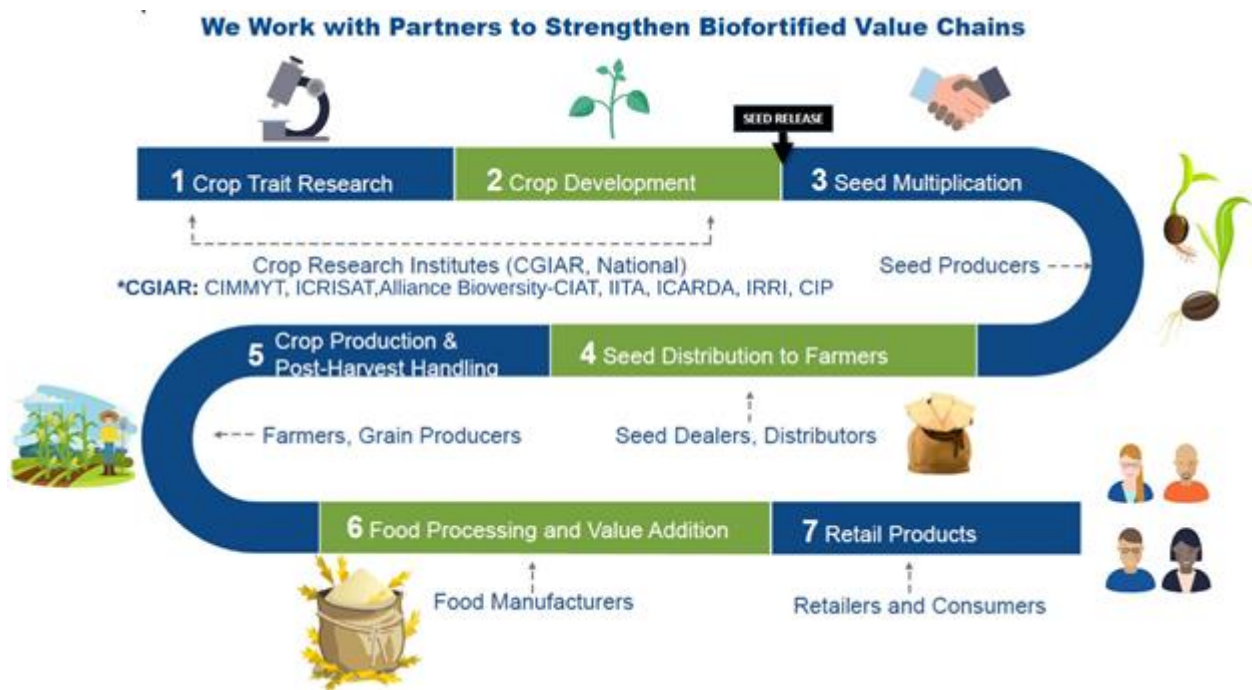 We Work with Partners to Strengthen Biofortified Value Chains
SEED RELEASE
1 Crop Trait Research
2 Crop Development
3 Seed Multiplication
Crop Research Institutes (CGIAR, National)
*CGIAR: CIMMYT, ICRISAT,Alliance Bioversity-CIAT, IITA, ICARDA, IRRI, CIP
Seed Producers
5 Crop Production &
Post-Harvest Handling
4 Seed Distribution to Farmers
Farmers, Grain Producers
Seed Dealers, Distributors
6 Food Processing and Value Addition
7 Retail Products
Food Manufacturers
Retailers and Consumers